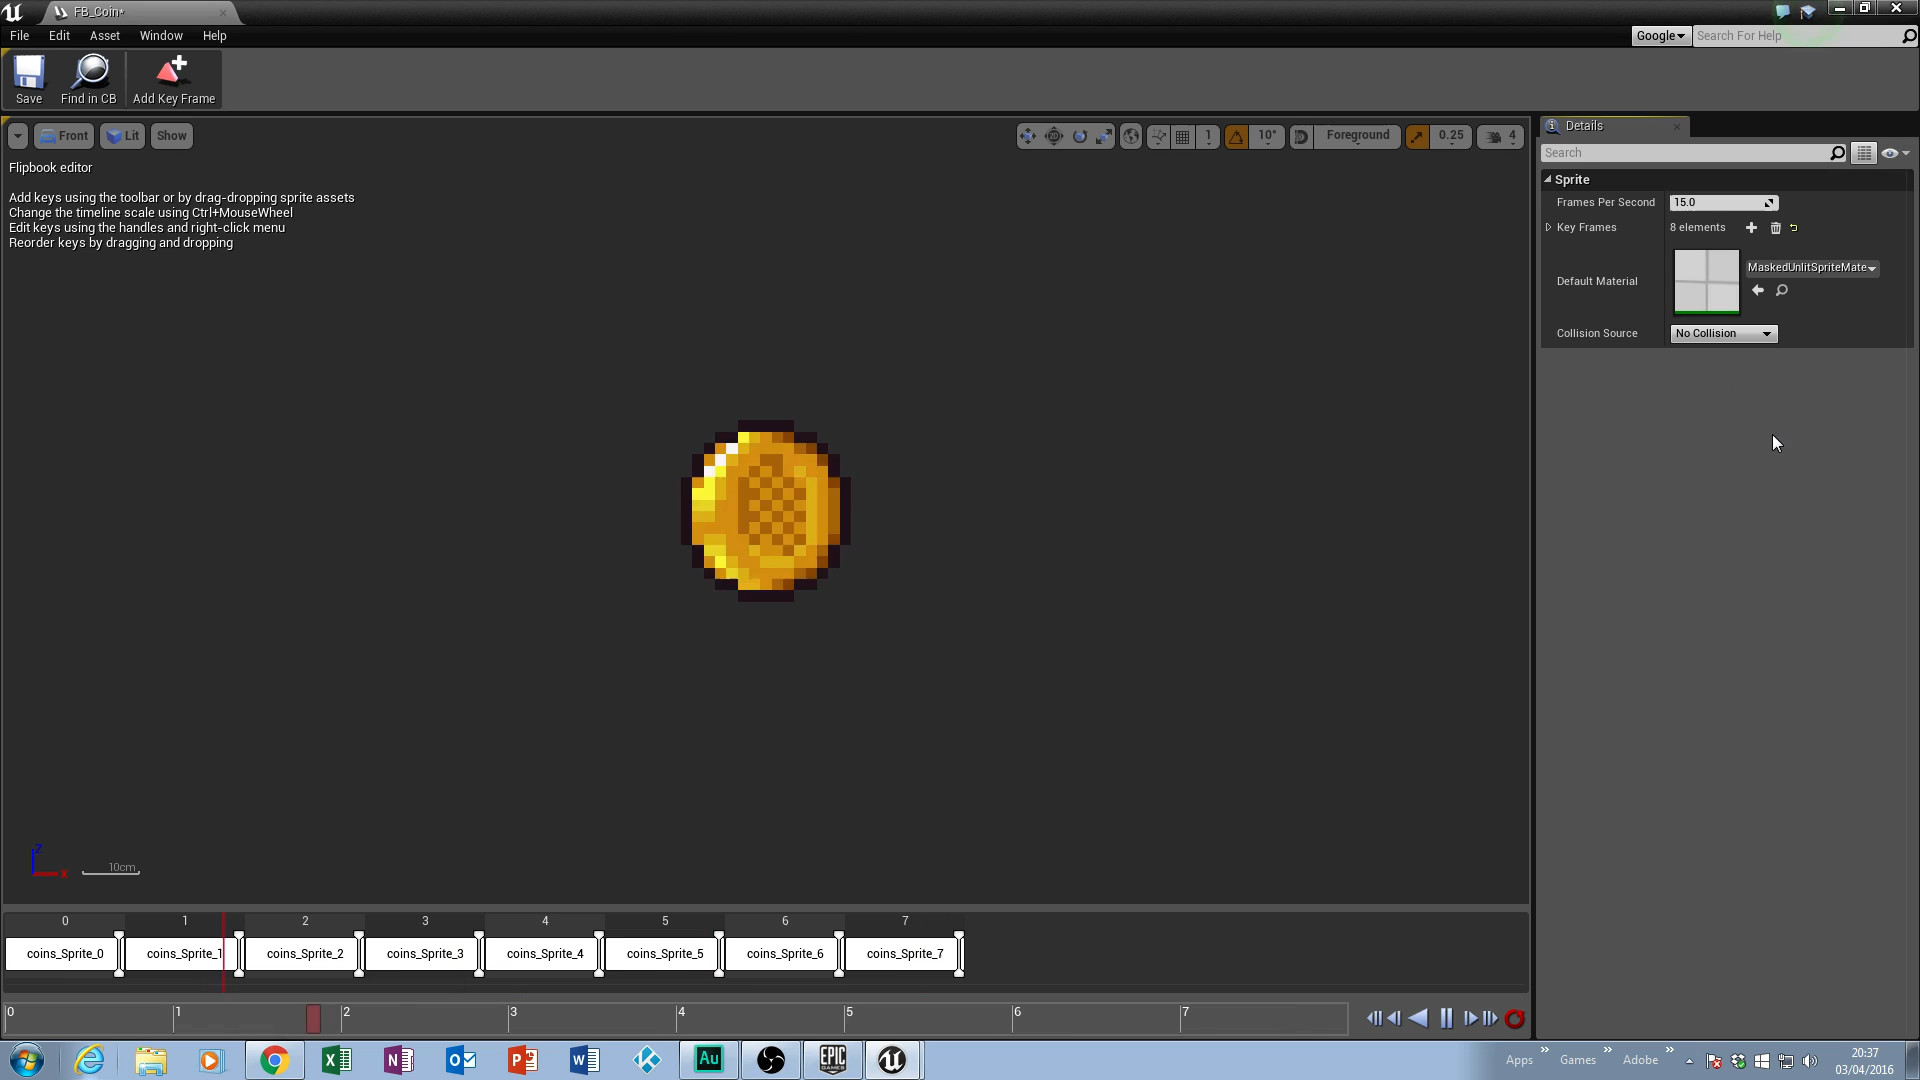 FB_Coin*
File Edit Asset Window Help
Google Search For Help
Save Find in CB Add Key Frame
Front Lit Show 1 10° Foreground 0.25 4
Flipbook editor
Add keys using the toolbar or by drag-dropping sprite assets
Change the timeline scale using Ctrl+MouseWheel
Edit keys using the handles and right-click menu
Reorder keys by dragging and dropping
Details
Search
Sprite
Frames Per Second 15.0
Key Frames 8 elements
MaskedUnlitSpriteMate
Default Material
Collision Source No Collision
Z
X
10cm
0 1 2 3 4 5 6 7
coins_Sprite_0 coins_Sprite_1 coins_Sprite_2 coins_Sprite_3 coins_Sprite_4 coins_Sprite_5 coins_Sprite_6 coins_Sprite_7
0 1 2 3 4 5 6 7
Au EPIC GAMES
Apps » Games » Adobe »
20:37
03/04/2016